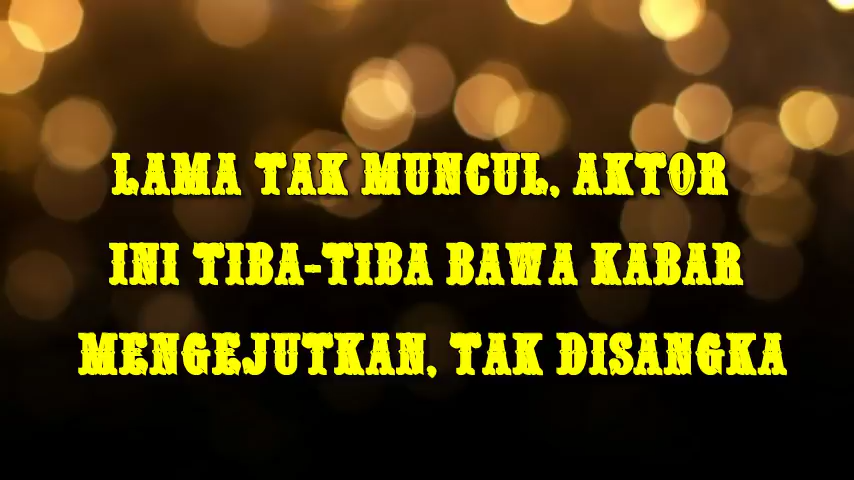 LAMA TAK MUNCUL, AKTOR
INI TIBA-TIBA BAWA KABAR
MENGEJUTKAN, TAK DISANGKA